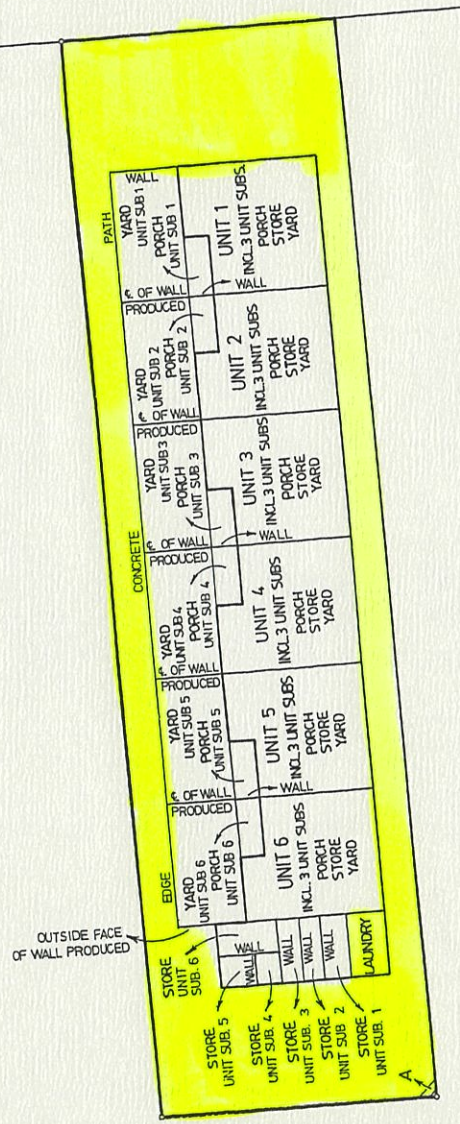 PATH
WALL
YARD
UNIT SUB 1
PORCH
UNIT SUB 1
UNIT 1
INCL.3 UNIT SUBS.
PORCH
STORE
YARD
℄ OF WALL
PRODUCED
WALL
YARD
UNIT SUB 2
PORCH
UNIT SUB 2
UNIT 2
INCL.3 UNIT SUBS
PORCH
STORE
YARD
℄ OF WALL
PRODUCED
YARD
UNIT SUB 3
PORCH
UNIT SUB 3
UNIT 3
INCL.3 UNIT SUBS
PORCH
STORE
YARD
CONCRETE
℄ OF WALL
PRODUCED
WALL
YARD
UNIT SUB 4
PORCH
UNIT SUB 4
UNIT 4
INCL.3 UNIT SUBS
PORCH
STORE
YARD
℄ OF WALL
PRODUCED
YARD
UNIT SUB 5
PORCH
UNIT SUB 5
UNIT 5
INCL.3 UNIT SUBS
PORCH
STORE
YARD
℄ OF WALL
PRODUCED
WALL
EDGE
YARD
UNIT SUB 6
PORCH
UNIT SUB 6
UNIT 6
INCL. 3 UNIT SUBS
PORCH
STORE
YARD
OUTSIDE FACE
OF WALL PRODUCED
STORE
UNIT
SUB. 6
WALL
WALL
WALL
WALL
WALL
LAUNDRY
STORE
UNIT SUB. 5
STORE
UNIT SUB. 4
STORE
UNIT SUB. 3
STORE
UNIT SUB 2
STORE
UNIT SUB. 1
A